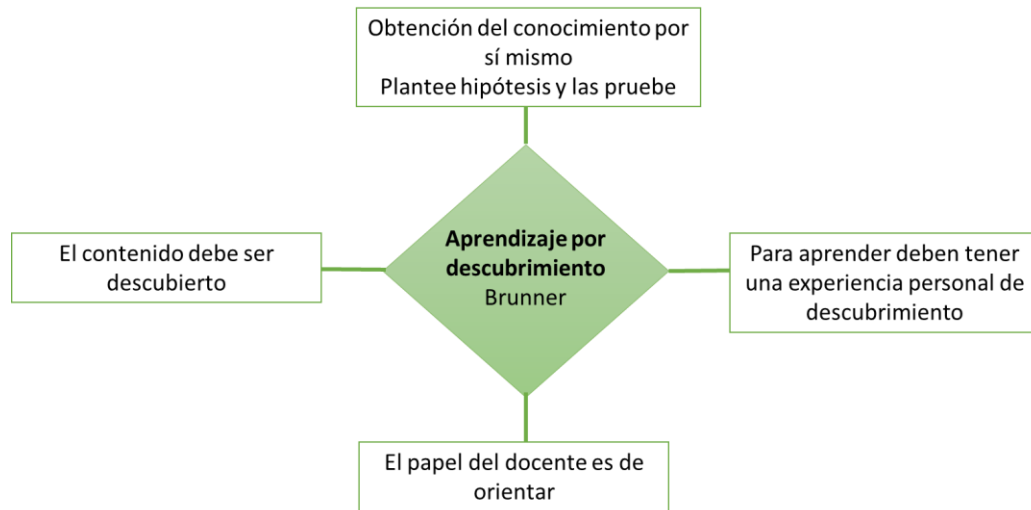 Obtención del conocimiento por
sí mismo
Plantee hipótesis y las pruebe
El contenido debe ser
descubierto
Aprendizaje por
descubrimiento
Brunner
Para aprender deben tener
una experiencia personal de
descubrimiento
El papel del docente es de
orientar